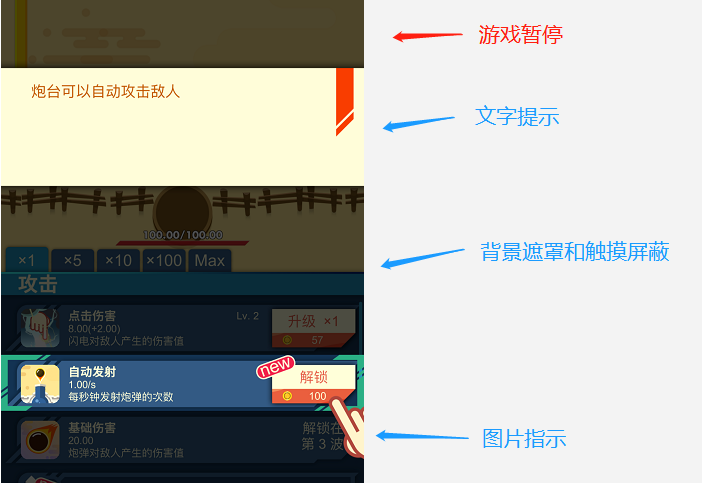 游戏暂停
炮台可以自动攻击敌人
文字提示
100.00/100.00
背景遮罩和触摸屏蔽
×1 ×5 ×10 ×100 Max
攻击
点击伤害 Lv. 2
8.00(+2.00)
闪电对敌人产生的伤害值
升级 ×1
57
自动发射
1.00/s
每秒钟发射炮弹的次数
new
解锁
100
基础伤害
20.00
炮弹对敌人产生的伤害值
解锁在
第 3 波
图片指示